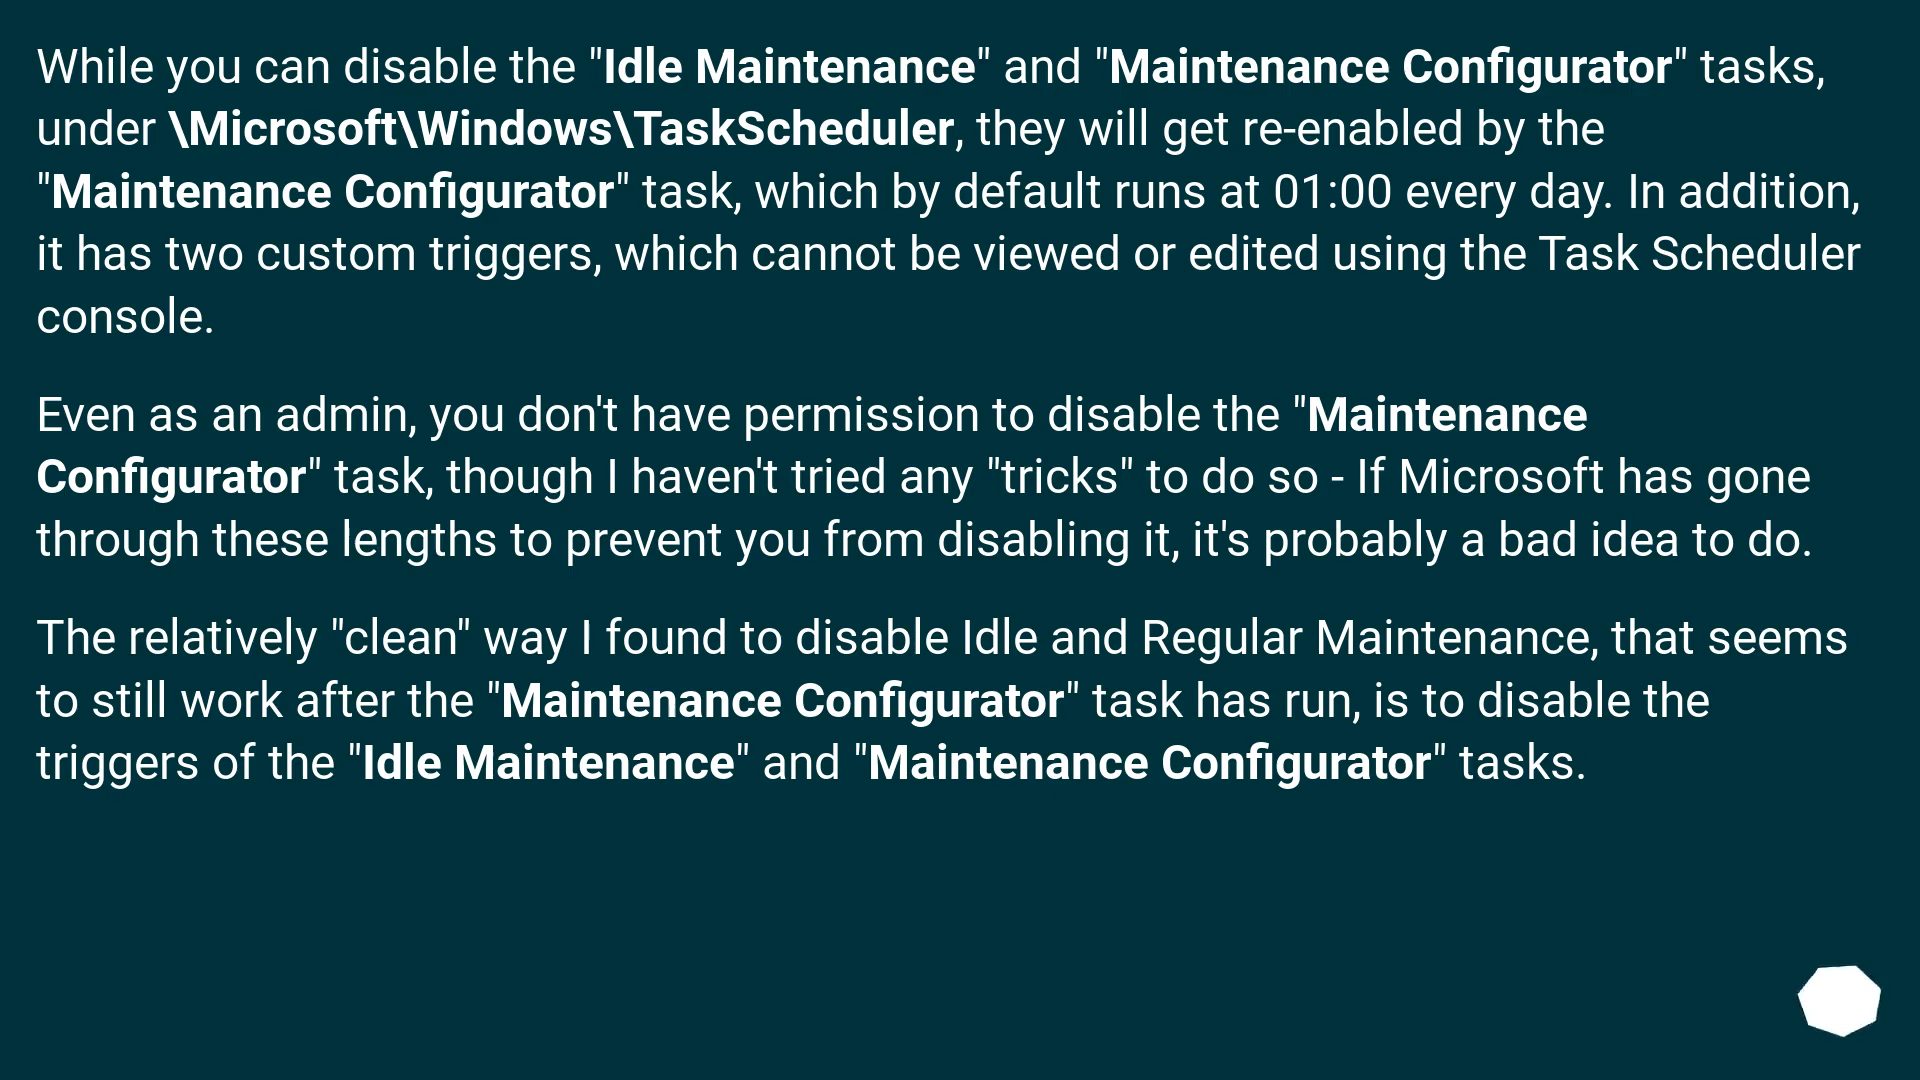 While you can disable the "Idle Maintenance" and "Maintenance Configurator" tasks,
under \Microsoft\Windows\TaskScheduler, they will get re-enabled by the
"Maintenance Configurator" task, which by default runs at 01:00 every day. In addition,
it has two custom triggers, which cannot be viewed or edited using the Task Scheduler
console.
Even as an admin, you don't have permission to disable the "Maintenance
Configurator" task, though I haven't tried any "tricks" to do so - If Microsoft has gone
through these lengths to prevent you from disabling it, it's probably a bad idea to do.
The relatively "clean" way I found to disable Idle and Regular Maintenance, that seems
to still work after the "Maintenance Configurator" task has run, is to disable the
triggers of the "Idle Maintenance" and "Maintenance Configurator" tasks.